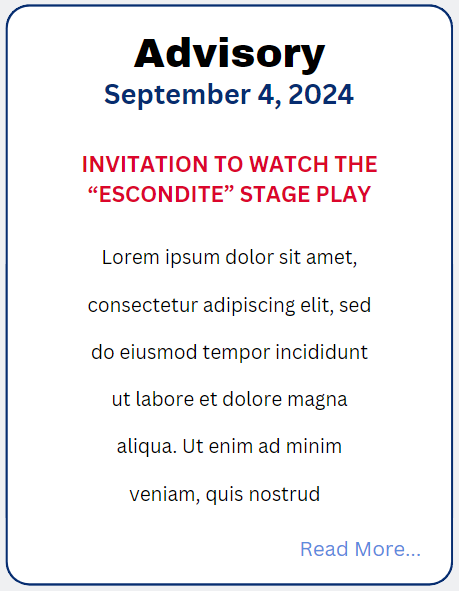 Advisory
September 4, 2024
INVITATION TO WATCH THE
“ESCONDITE” STAGE PLAY
Lorem ipsum dolor sit amet,
consectetur adipiscing elit, sed
do eiusmod tempor incididunt
ut labore et dolore magna
aliqua. Ut enim ad minim
veniam, quis nostrud
Read More...